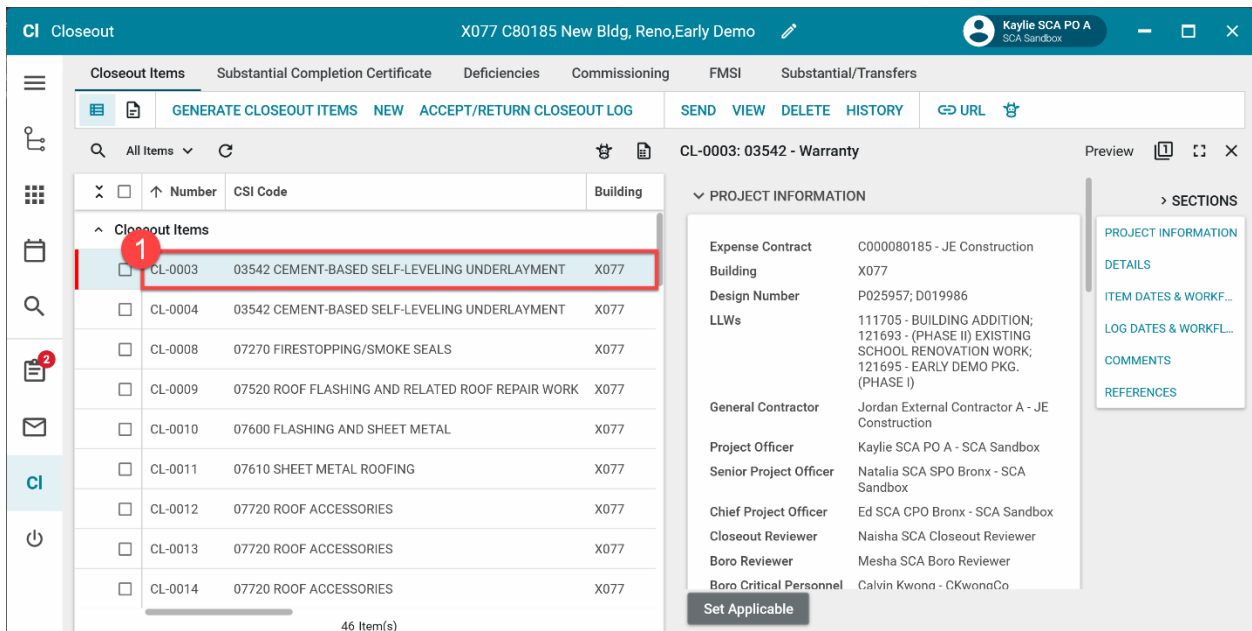 Cl Closeout
X077 C80185 New Bldg, Reno,Early Demo
Kaylie SCA PO A
SCA Sandbox
Closeout Items Substantial Completion Certificate Deficiencies Commissioning FMSI Substantial/Transfers
GENERATE CLOSEOUT ITEMS NEW ACCEPT/RETURN CLOSEOUT LOG SEND VIEW DELETE HISTORY URL
All Items
CL-0003: 03542 - Warranty
Preview 1
Number CSI Code Building
Closeout Items
1
CL-0003 03542 CEMENT-BASED SELF-LEVELING UNDERLAYMENT X077
CL-0004 03542 CEMENT-BASED SELF-LEVELING UNDERLAYMENT X077
CL-0008 07270 FIRESTOPPING/SMOKE SEALS X077
CL-0009 07520 ROOF FLASHING AND RELATED ROOF REPAIR WORK X077
CL-0010 07600 FLASHING AND SHEET METAL X077
CL-0011 07610 SHEET METAL ROOFING X077
CL-0012 07720 ROOF ACCESSORIES X077
CL-0013 07720 ROOF ACCESSORIES X077
CL-0014 07720 ROOF ACCESSORIES X077
46 Item(s)
2
Cl
PROJECT INFORMATION
Expense Contract C000080185 - JE Construction
Building X077
Design Number P025957; D019986
LLWs 111705 - BUILDING ADDITION;
121693 - (PHASE II) EXISTING
SCHOOL RENOVATION WORK;
121695 - EARLY DEMO PKG.
(PHASE I)
General Contractor Jordan External Contractor A - JE
Construction
Project Officer Kaylie SCA PO A - SCA Sandbox
Senior Project Officer Natalia SCA SPO Bronx - SCA
Sandbox
Chief Project Officer Ed SCA CPO Bronx - SCA Sandbox
Closeout Reviewer Naisha SCA Closeout Reviewer
Boro Reviewer Mesha SCA Boro Reviewer
Boro Critical Personnel Calvin Kwong - CKwongCo
Set Applicable
SECTIONS
PROJECT INFORMATION
DETAILS
ITEM DATES & WORKF...
LOG DATES & WORKFL...
COMMENTS
REFERENCES